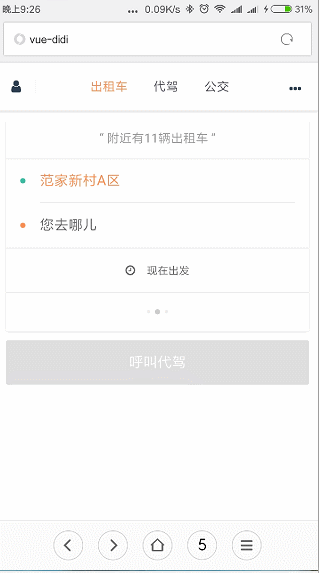 晚上9:26 ... 0.09K/s 31%
vue-didi
出租车 代驾 公交
“ 附近有11辆出租车 ”
范家新村A区
您去哪儿
现在出发
呼叫代驾
5